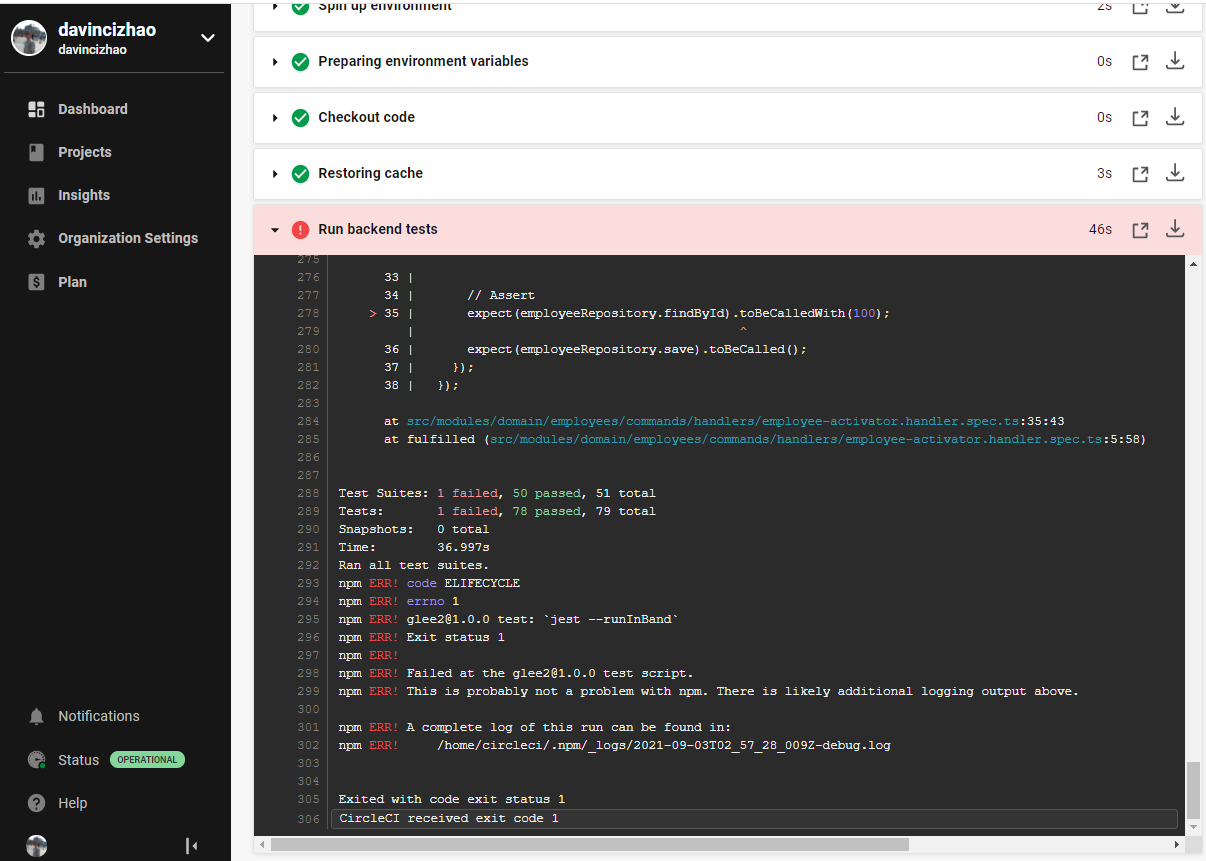 davincizhao
davincizhao
Dashboard
Projects
Insights
Organization Settings
Plan
Notifications
Status OPERATIONAL
Help
Spin up environment 2s
Preparing environment variables 0s
Checkout code 0s
Restoring cache 3s
Run backend tests 46s
275
276 33 |
277 34 | // Assert
278 > 35 | expect(employeeRepository.findById).toBeCalledWith(100);
279 | ^
280 36 | expect(employeeRepository.save).toBeCalled();
281 37 | });
282 38 | });
283
284 at src/modules/domain/employees/commands/handlers/employee-activator.handler.spec.ts:35:43
285 at fulfilled (src/modules/domain/employees/commands/handlers/employee-activator.handler.spec.ts:5:58)
286
287
288 Test Suites: 1 failed, 50 passed, 51 total
289 Tests: 1 failed, 78 passed, 79 total
290 Snapshots: 0 total
291 Time: 36.997s
292 Ran all test suites.
293 npm ERR! code ELIFECYCLE
294 npm ERR! errno 1
295 npm ERR! glee2@1.0.0 test: `jest --runInBand`
296 npm ERR! Exit status 1
297 npm ERR!
298 npm ERR! Failed at the glee2@1.0.0 test script.
299 npm ERR! This is probably not a problem with npm. There is likely additional logging output above.
300
301 npm ERR! A complete log of this run can be found in:
302 npm ERR! /home/circleci/.npm/_logs/2021-09-03T02_57_28_009Z-debug.log
303
304
305 Exited with code exit status 1
306 CircleCI received exit code 1